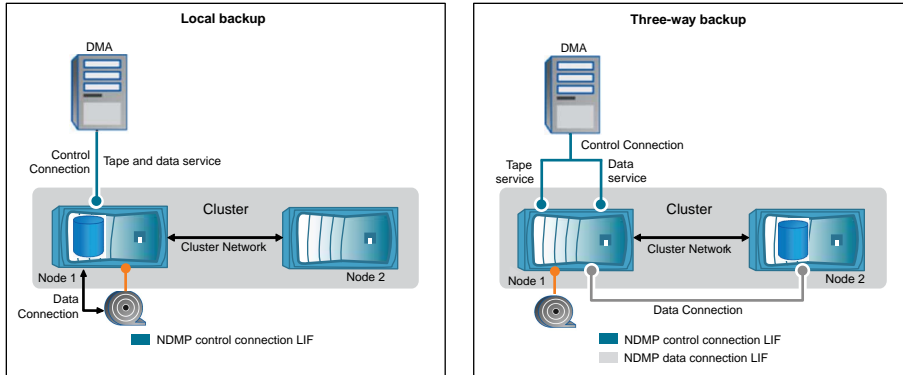 Local backup
DMA
Control
Connection
Tape and data service
Cluster
Cluster Network
Node 1
Node 2
Data
Connection
NDMP control connection LIF
Three-way backup
DMA
Control Connection
Tape
service
Data
service
Cluster
Cluster Network
Node 1
Node 2
Data Connection
NDMP control connection LIF
NDMP data connection LIF